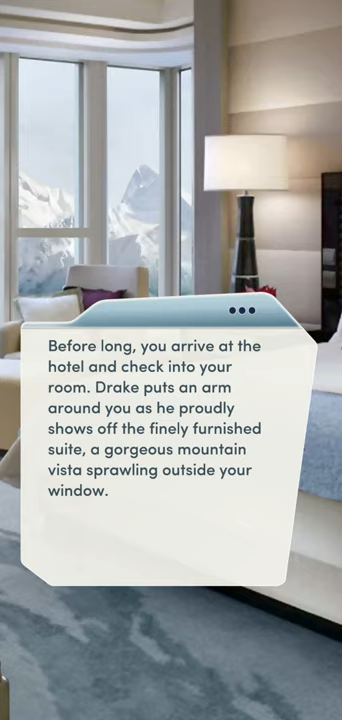 Before long, you arrive at the
hotel and check into your
room. Drake puts an arm
around you as he proudly
shows off the finely furnished
suite, a gorgeous mountain
vista sprawling outside your
window.